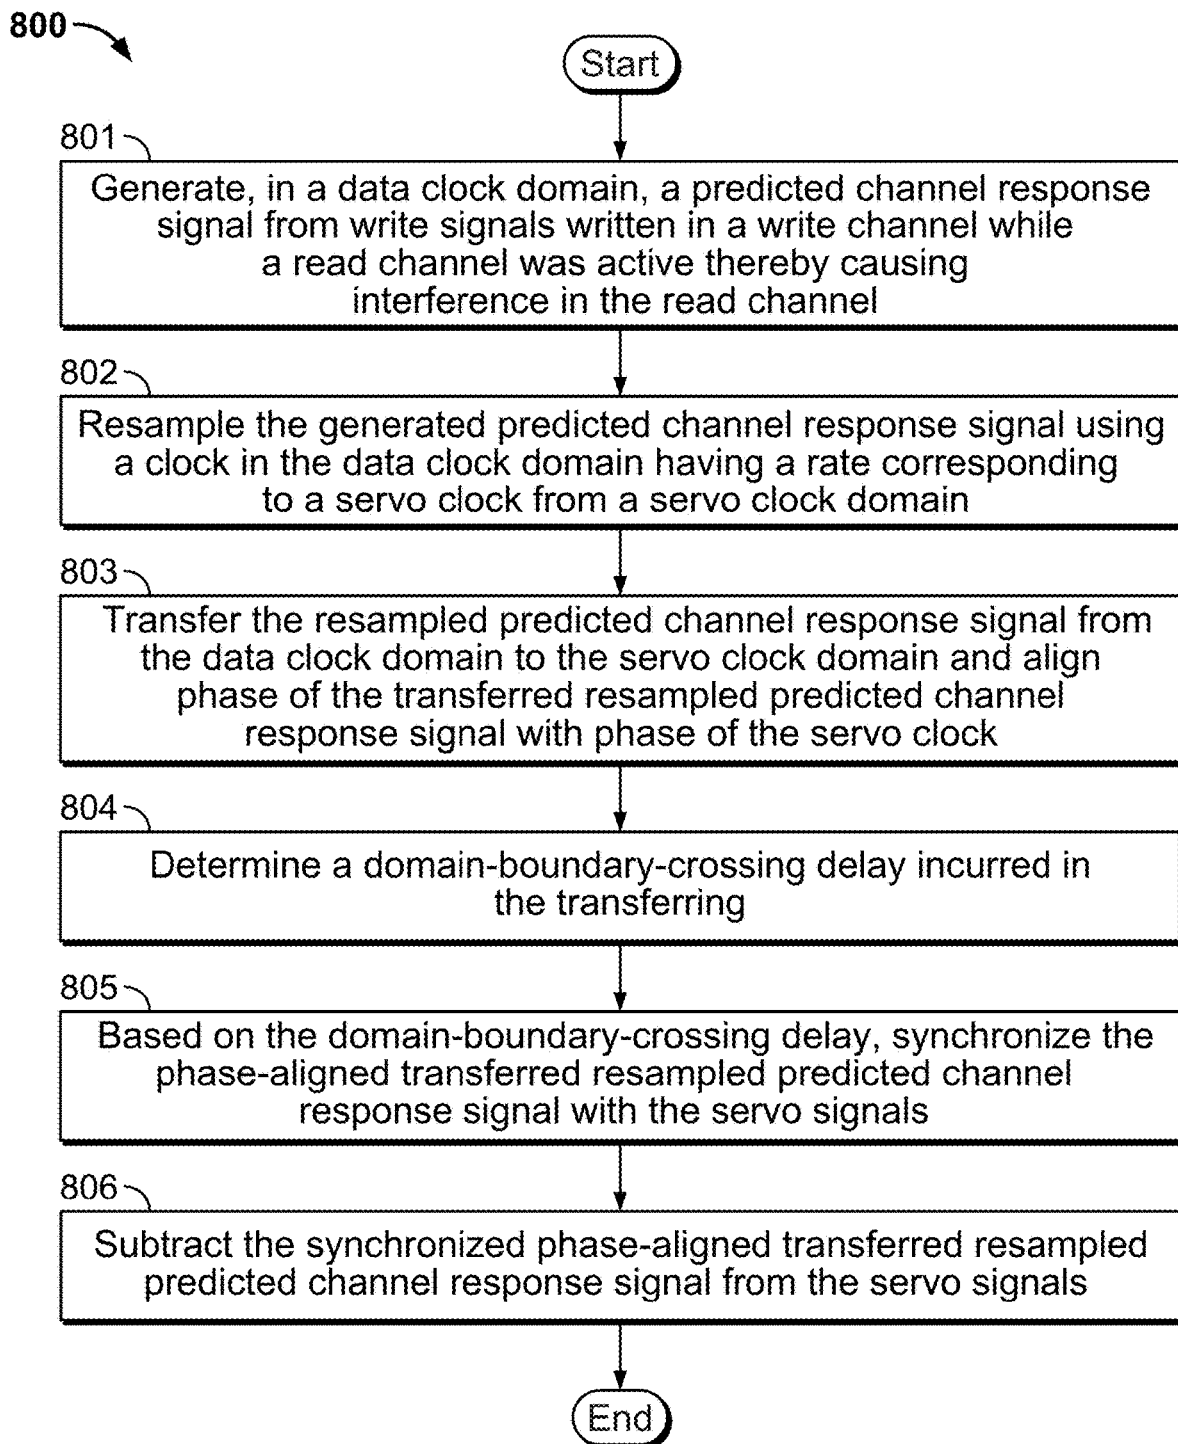 800
Start
801
Generate, in a data clock domain, a predicted channel response
signal from write signals written in a write channel while
a read channel was active thereby causing
interference in the read channel
802
Resample the generated predicted channel response signal using
a clock in the data clock domain having a rate corresponding
to a servo clock from a servo clock domain
803
Transfer the resampled predicted channel response signal from
the data clock domain to the servo clock domain and align
phase of the transferred resampled predicted channel
response signal with phase of the servo clock
804
Determine a domain-boundary-crossing delay incurred in
the transferring
805
Based on the domain-boundary-crossing delay, synchronize the
phase-aligned transferred resampled predicted channel
response signal with the servo signals
806
Subtract the synchronized phase-aligned transferred resampled
predicted channel response signal from the servo signals
End